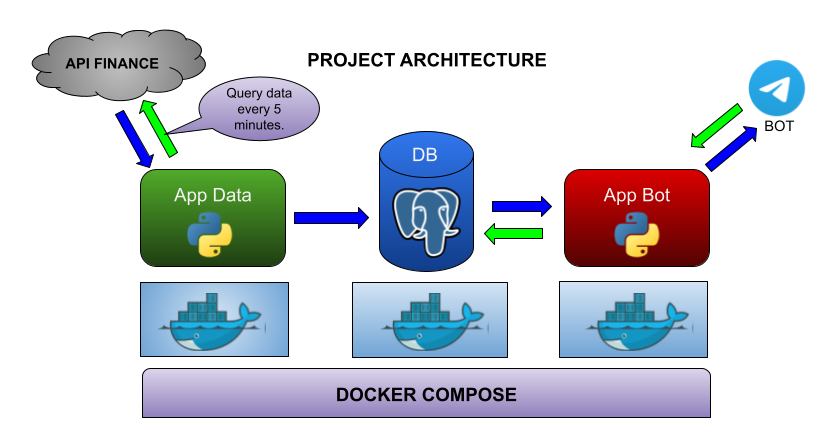 PROJECT ARCHITECTURE
API FINANCE
Query data
every 5
minutes.
BOT
DB
App Data
App Bot
DOCKER COMPOSE